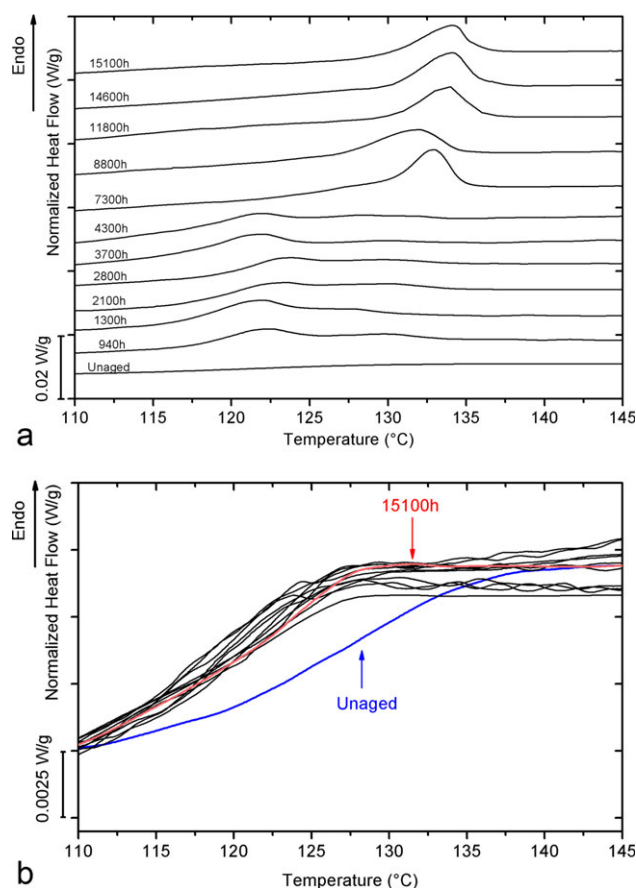 Endo
Normalized Heat Flow (W/g)
0.02 W/g
15100h
14600h
11800h
8800h
7300h
4300h
3700h
2800h
2100h
1300h
940h
Unaged
110 115 120 125 130 135 140 145
Temperature (°C)
a
Endo
Normalized Heat Flow (W/g)
0.0025 W/g
15100h
Unaged
110 115 120 125 130 135 140 145
Temperature (°C)
b